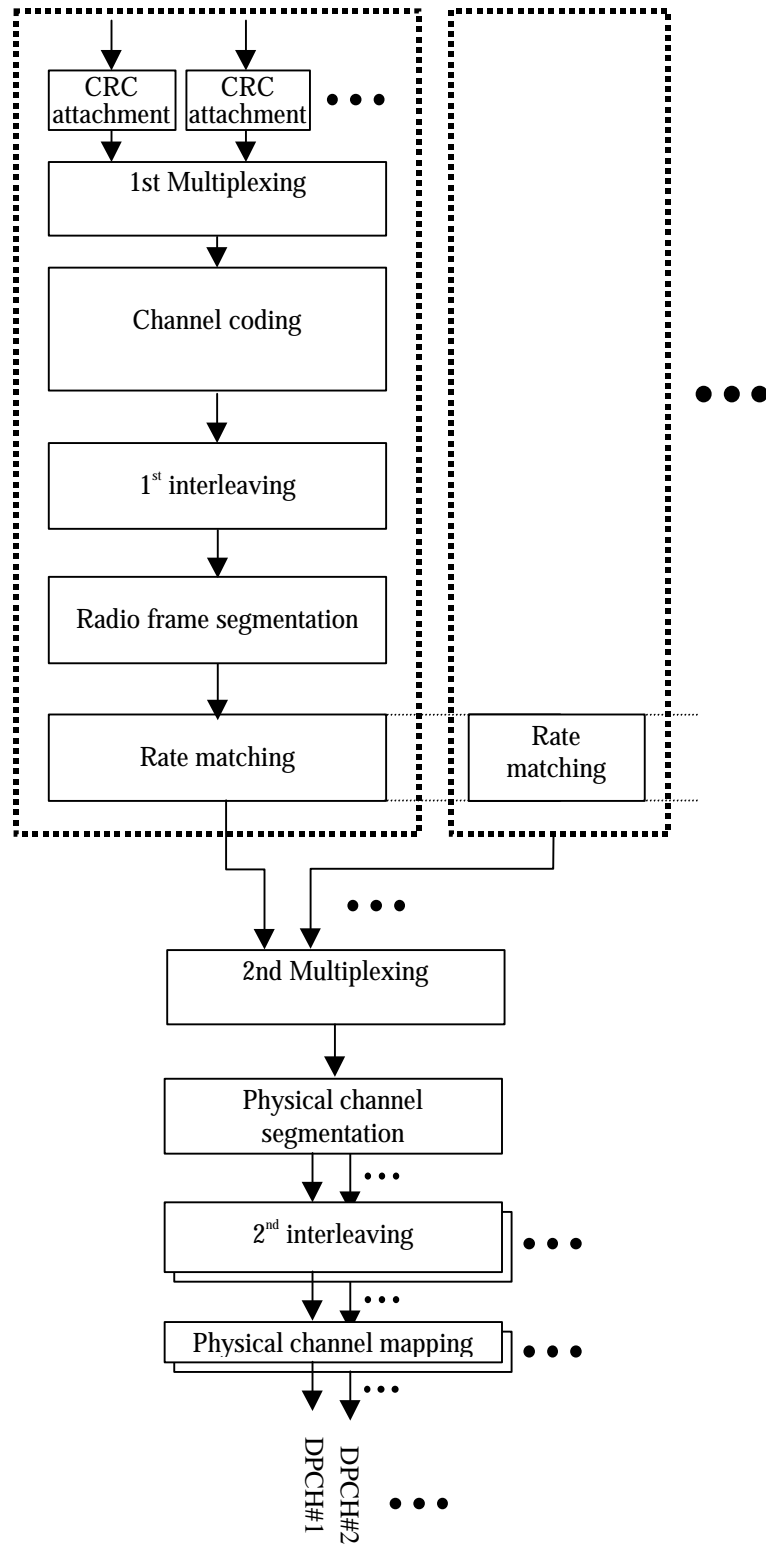 CRC
attachment
CRC
attachment
1st Multiplexing
Channel coding
1st interleaving
Radio frame segmentation
Rate matching
Rate
matching
2nd Multiplexing
Physical channel
segmentation
2nd interleaving
Physical channel mapping
DPCH#1
DPCH#2